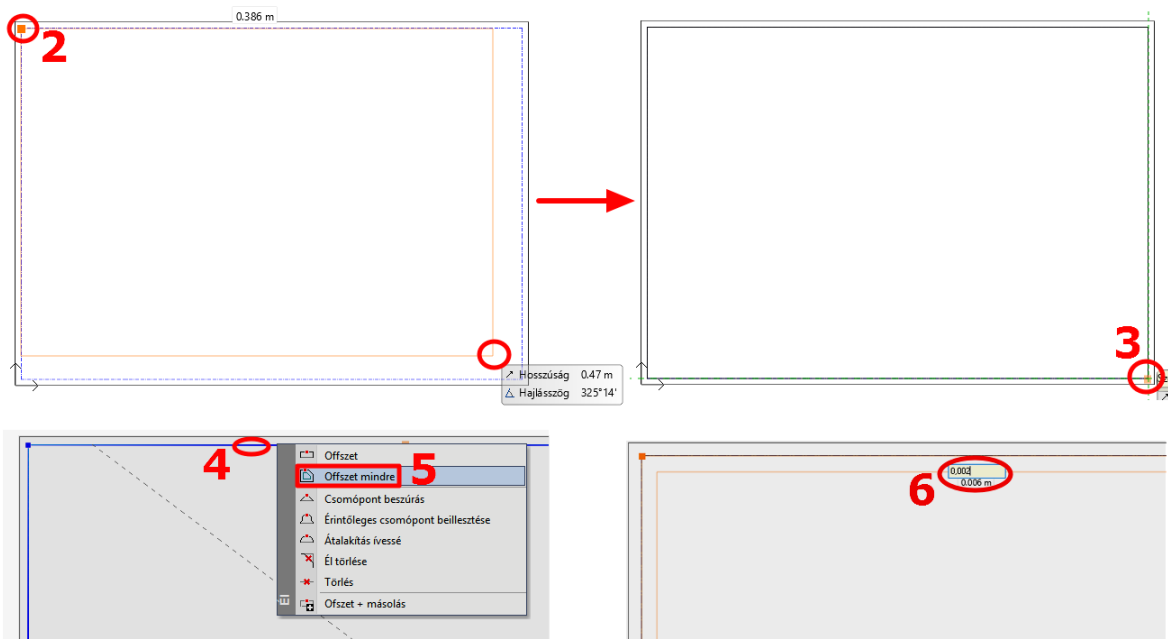 0.386 m
2
Hosszúság 0.47 m
Hajlásszög 325°14'
3
4
Offszet
Offszet mindre
5
Csomópont beszúrás
Érintőleges csomópont beillesztése
Átalakítás ívessé
Él törlése
Törlés
Ofszet + másolás
Él
0,002
0.006 m
6